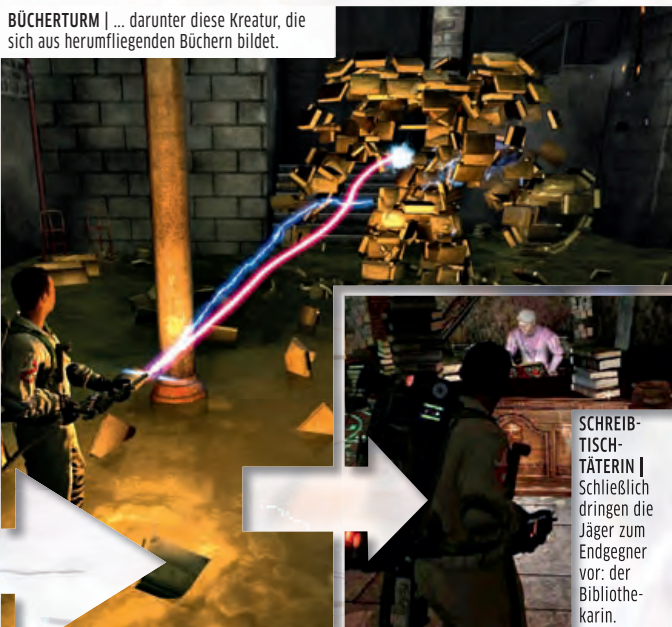 BÜCHERTURM | ... darunter diese Kreatur, die
sich aus herumfliegenden Büchern bildet.
SCHREIB-
TISCH-
TÄTERIN |
Schließlich
dringen die
Jäger zum
Endgegner
vor: der
Bibliothe-
karin.